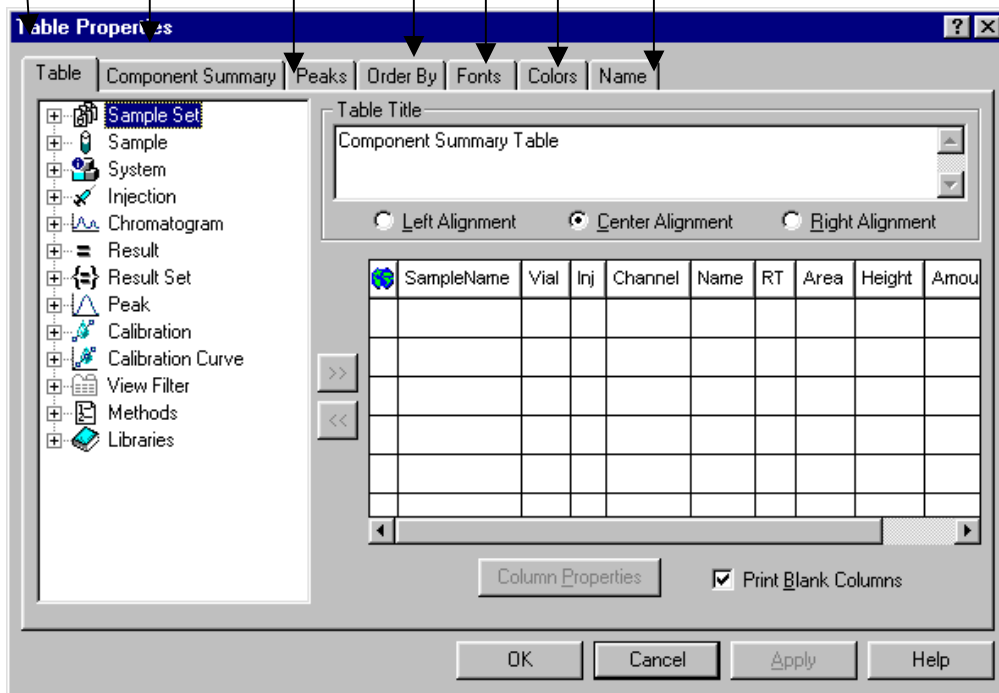 Table Properties
Table Component Summary Peaks Order By Fonts Colors Name
Sample Set
Sample
System
Injection
Chromatogram
Result
Result Set
Peak
Calibration
Calibration Curve
View Filter
Methods
Libraries
Table Title
Component Summary Table
Left Alignment Center Alignment Right Alignment
SampleName Vial Inj Channel Name RT Area Height Amou
>>
<<
Column Properties Print Blank Columns
OK Cancel Apply Help